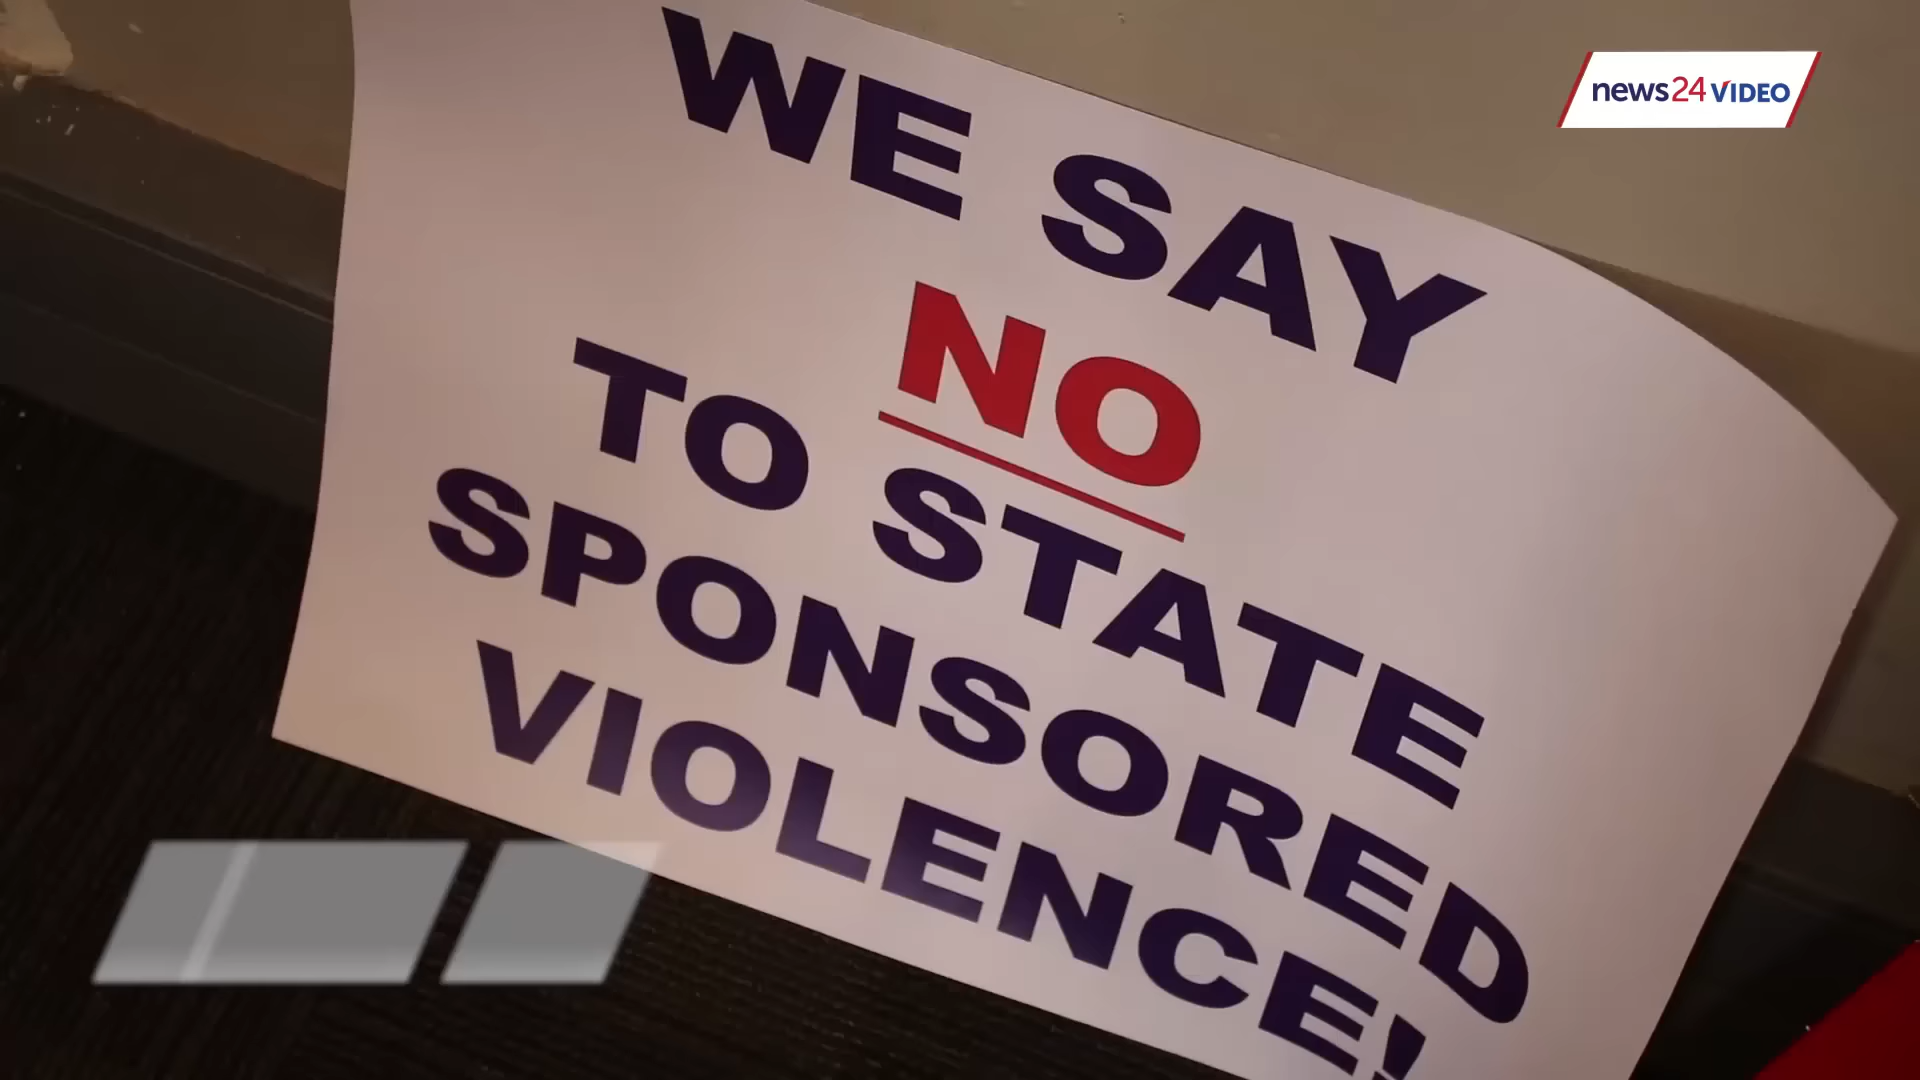 news24 VIDEO
WE SAY
NO
TO STATE
SPONSORED
VIOLENCE!